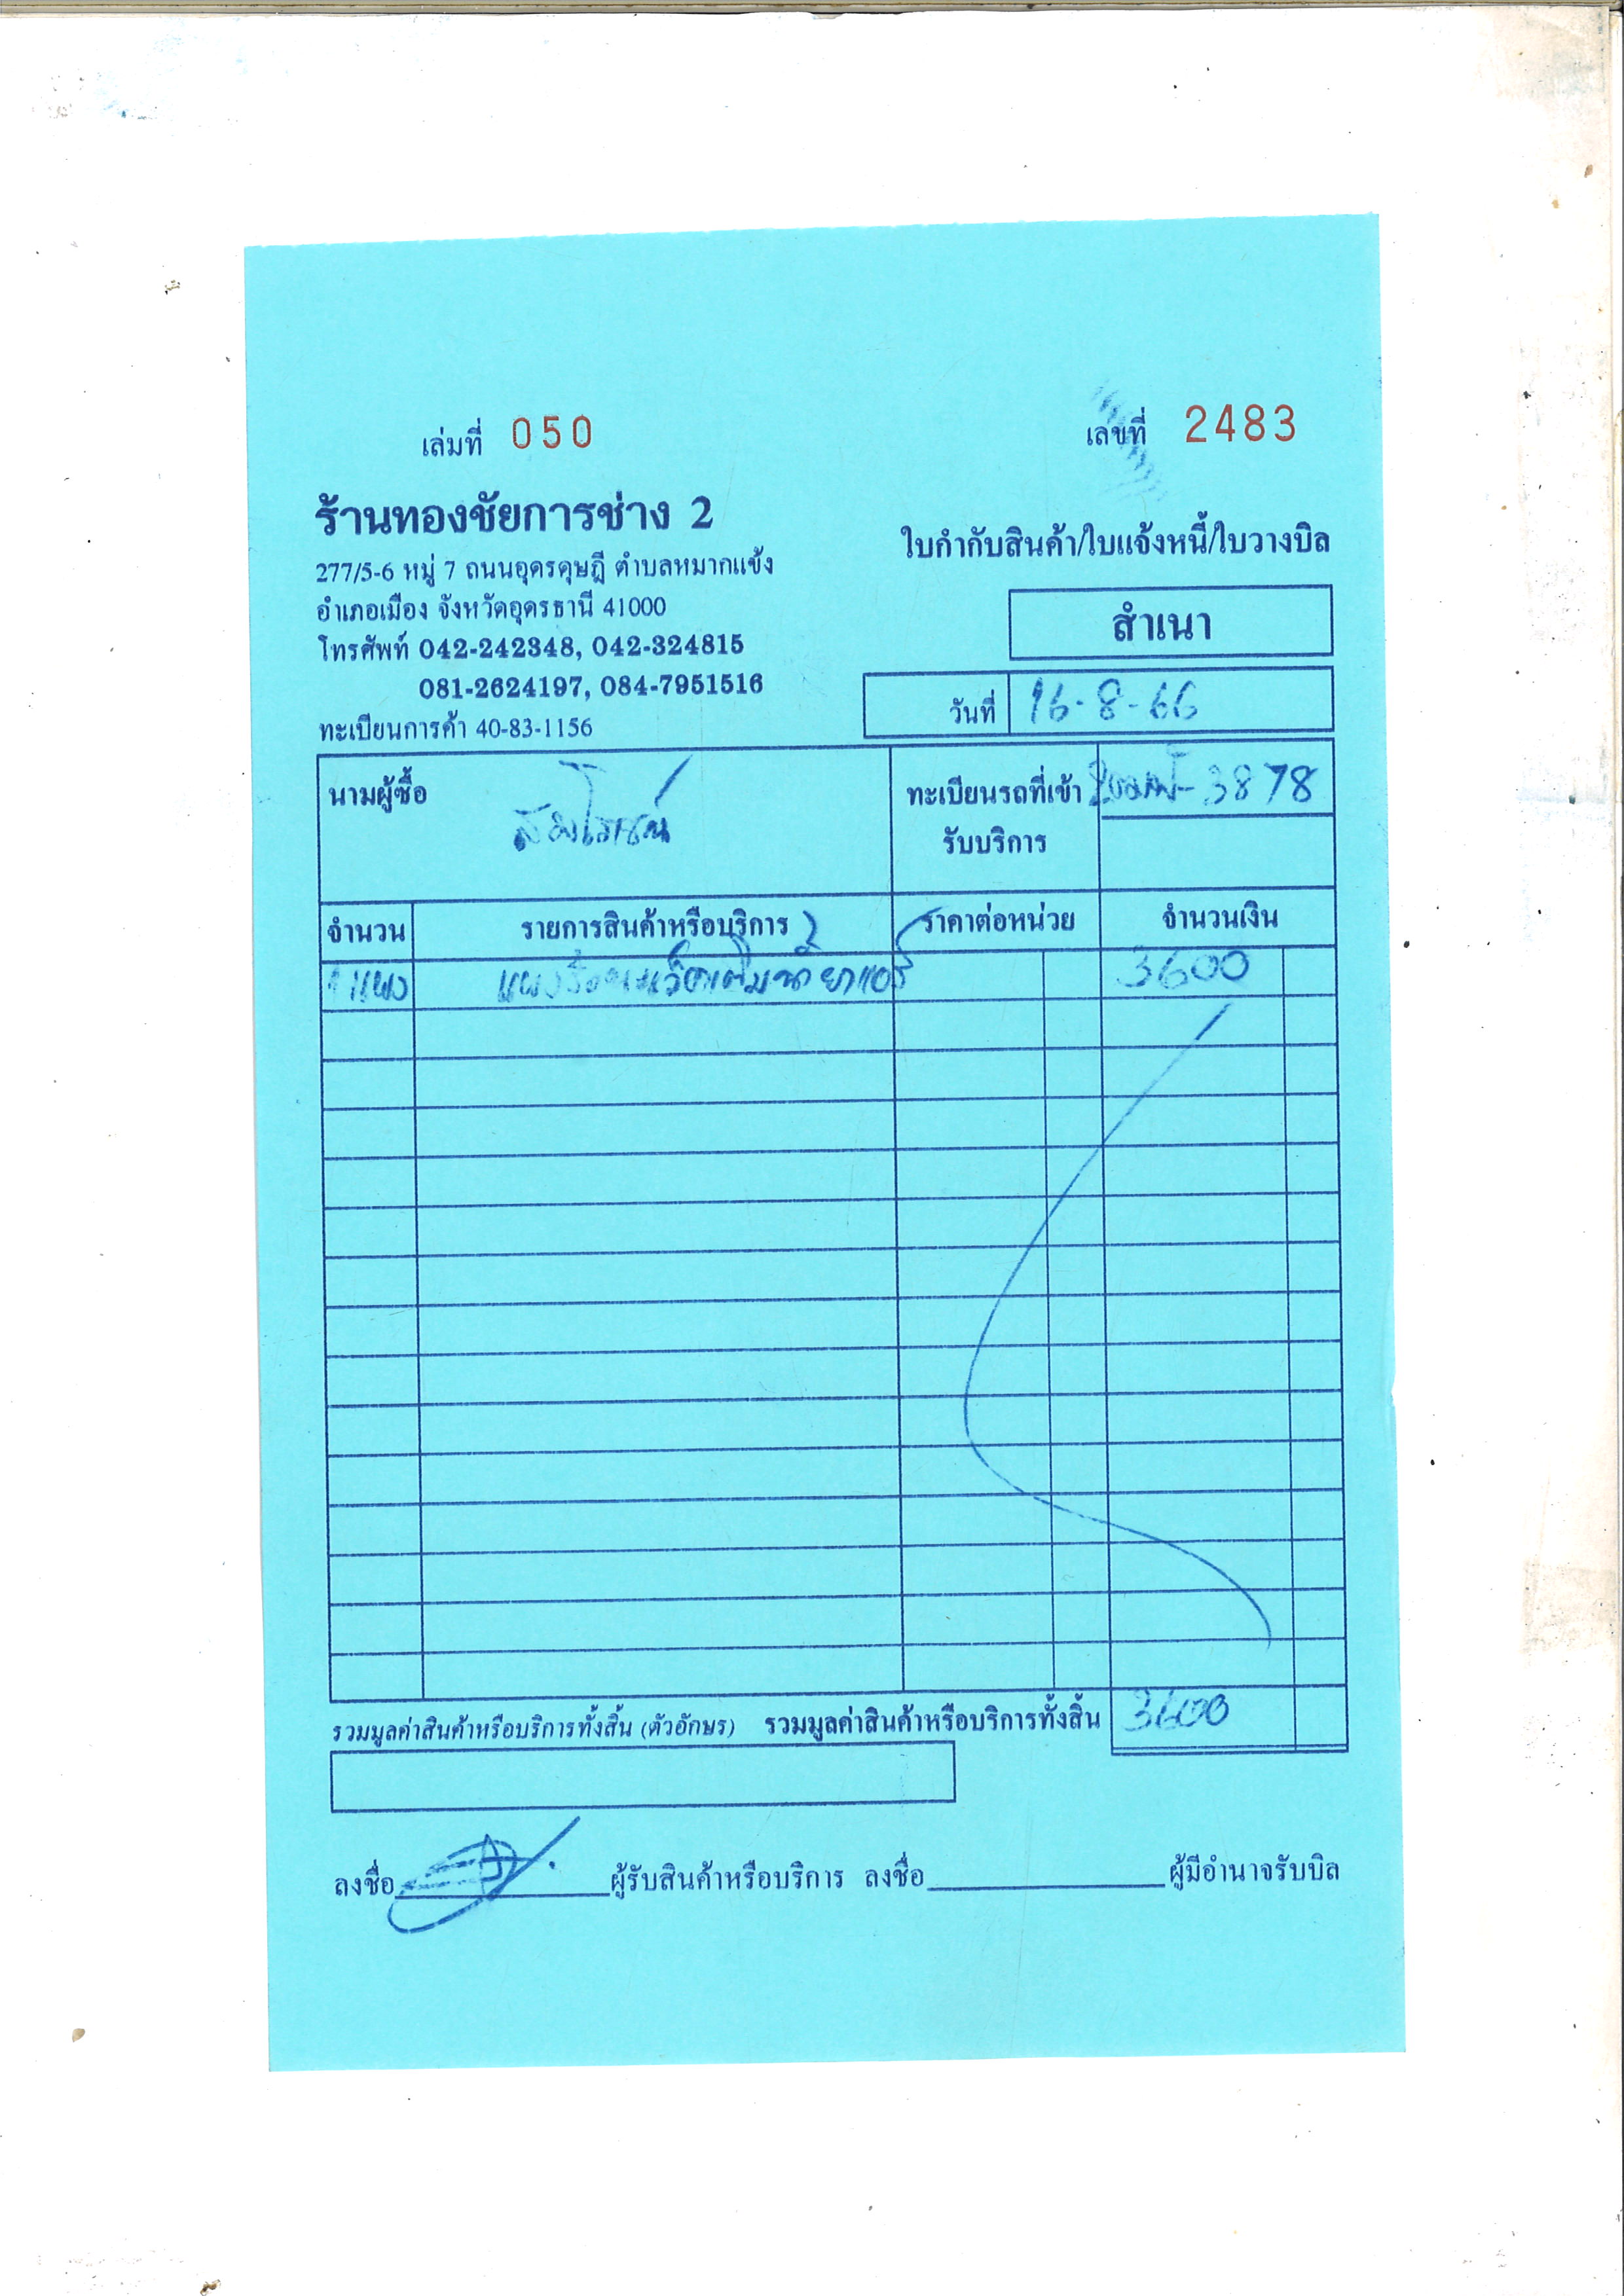 เล่มที่ 050
เลขที่ 2483
ร้านทองชัยการช่าง 2
277/5-6 หมู่ 7 ถนนอุดรดุษฎี ตำบลหมากแข้ง
อำเภอเมือง จังหวัดอุดรธานี 41000
โทรศัพท์ 042-242348, 042-324815
081-2624197, 084-7951516
ทะเบียนการค้า 40-83-1156
ใบกำกับสินค้า/ใบแจ้งหนี้/ใบวางบิล
สำเนา
วันที่ 16-8-66
นามผู้ซื้อ
ทะเบียนรถที่เข้า 3878
รับบริการ
จำนวน รายการสินค้าหรือบริการ ราคาต่อหน่วย จำนวนเงิน
1 แผง 3600
รวมมูลค่าสินค้าหรือบริการทั้งสิ้น (ตัวอักษร) รวมมูลค่าสินค้าหรือบริการทั้งสิ้น 3600
ลงชื่อ ผู้รับสินค้าหรือบริการ ลงชื่อ ผู้มีอำนาจรับบิล